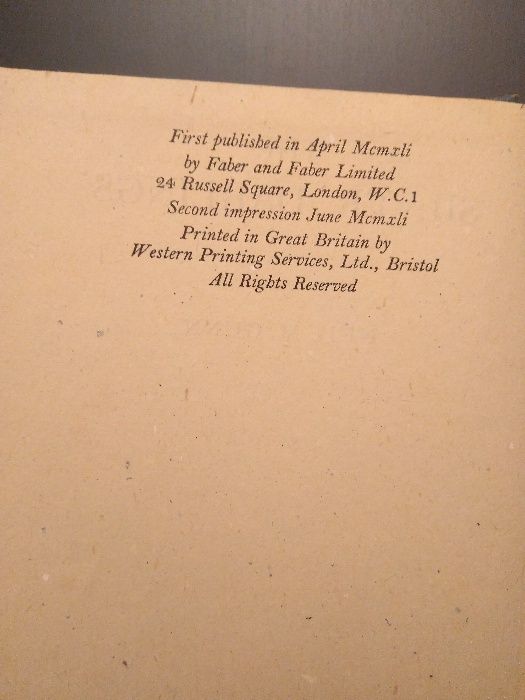 First published in April Mcmxli
by Faber and Faber Limited
24 Russell Square, London, W.C.1
Second impression June Mcmxli
Printed in Great Britain by
Western Printing Services, Ltd., Bristol
All Rights Reserved